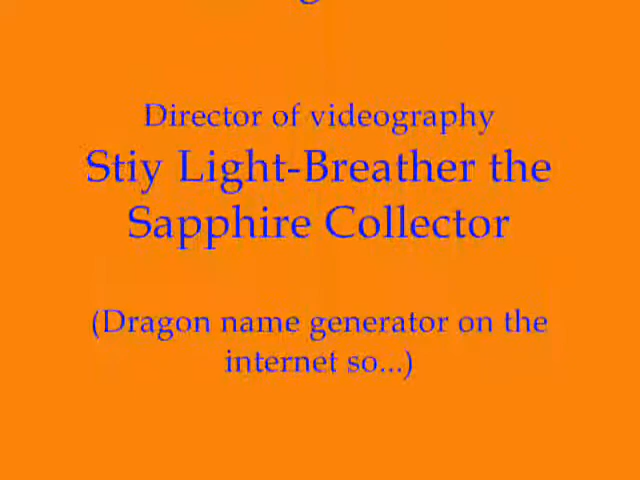 Director of videography
Stiy Light-Breather the
Sapphire Collector
(Dragon name generator on the
internet so...)